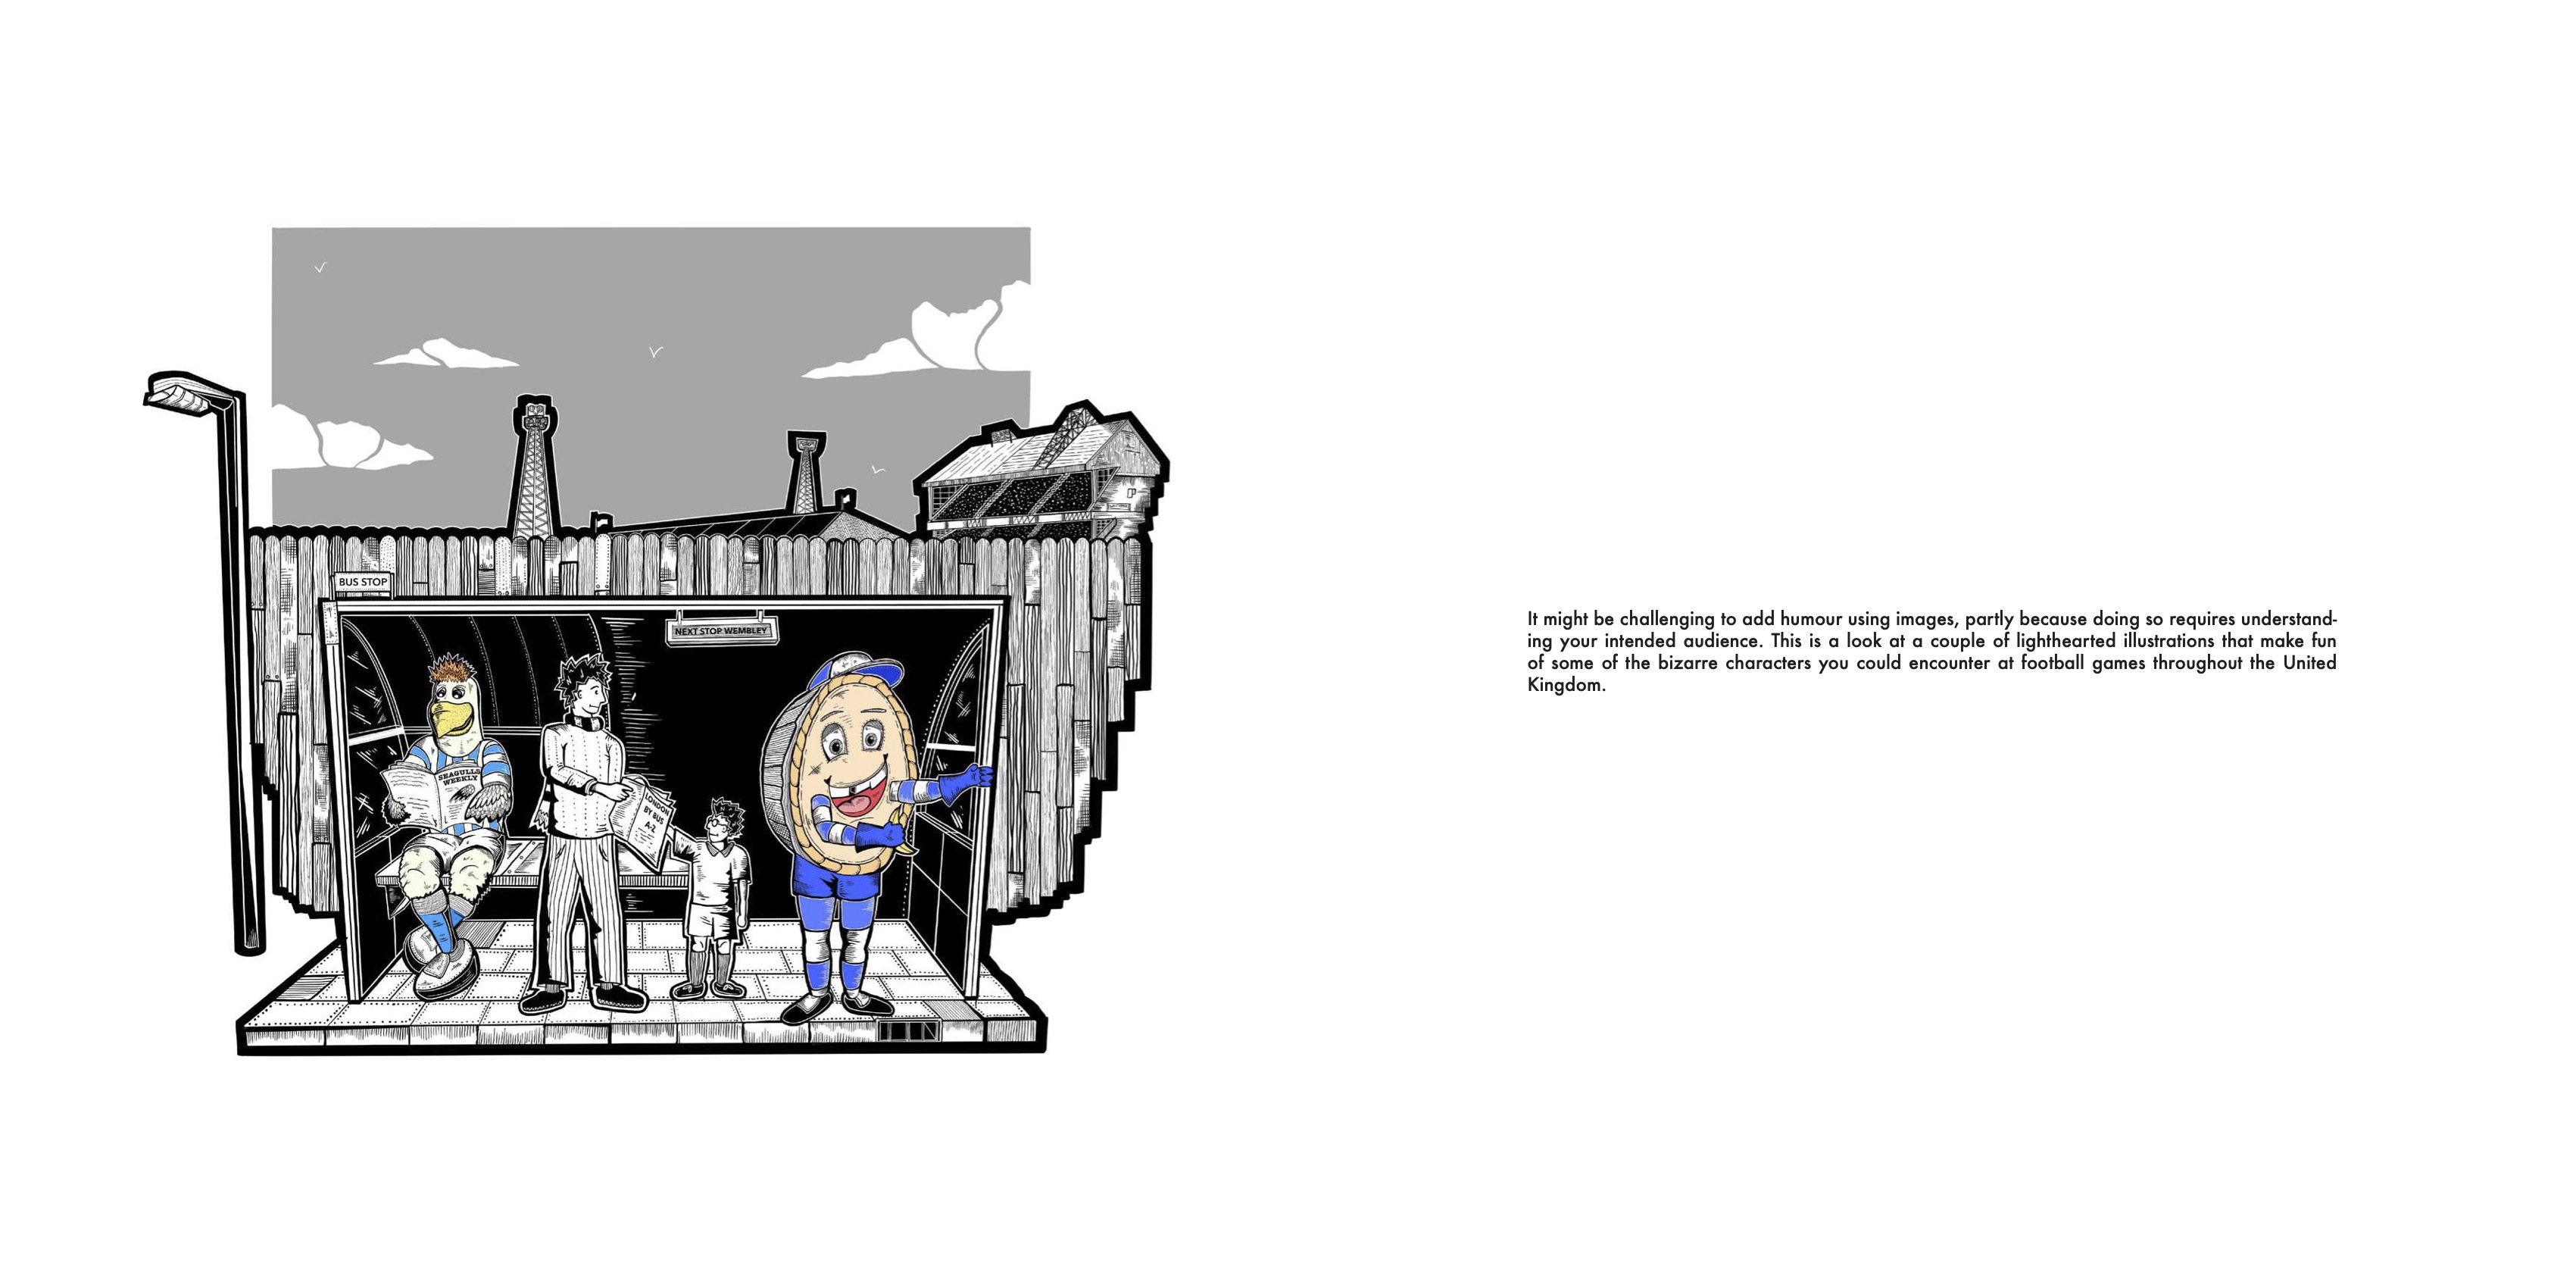 BUS STOP
NEXT STOP WEMBLEY
SEAGULLS
WEEKLY
LONDON
BY BUS
A-Z
It might be challenging to add humour using images, partly because doing so requires understand-
ing your intended audience. This is a look at a couple of lighthearted illustrations that make fun
of some of the bizarre characters you could encounter at football games throughout the United
Kingdom.